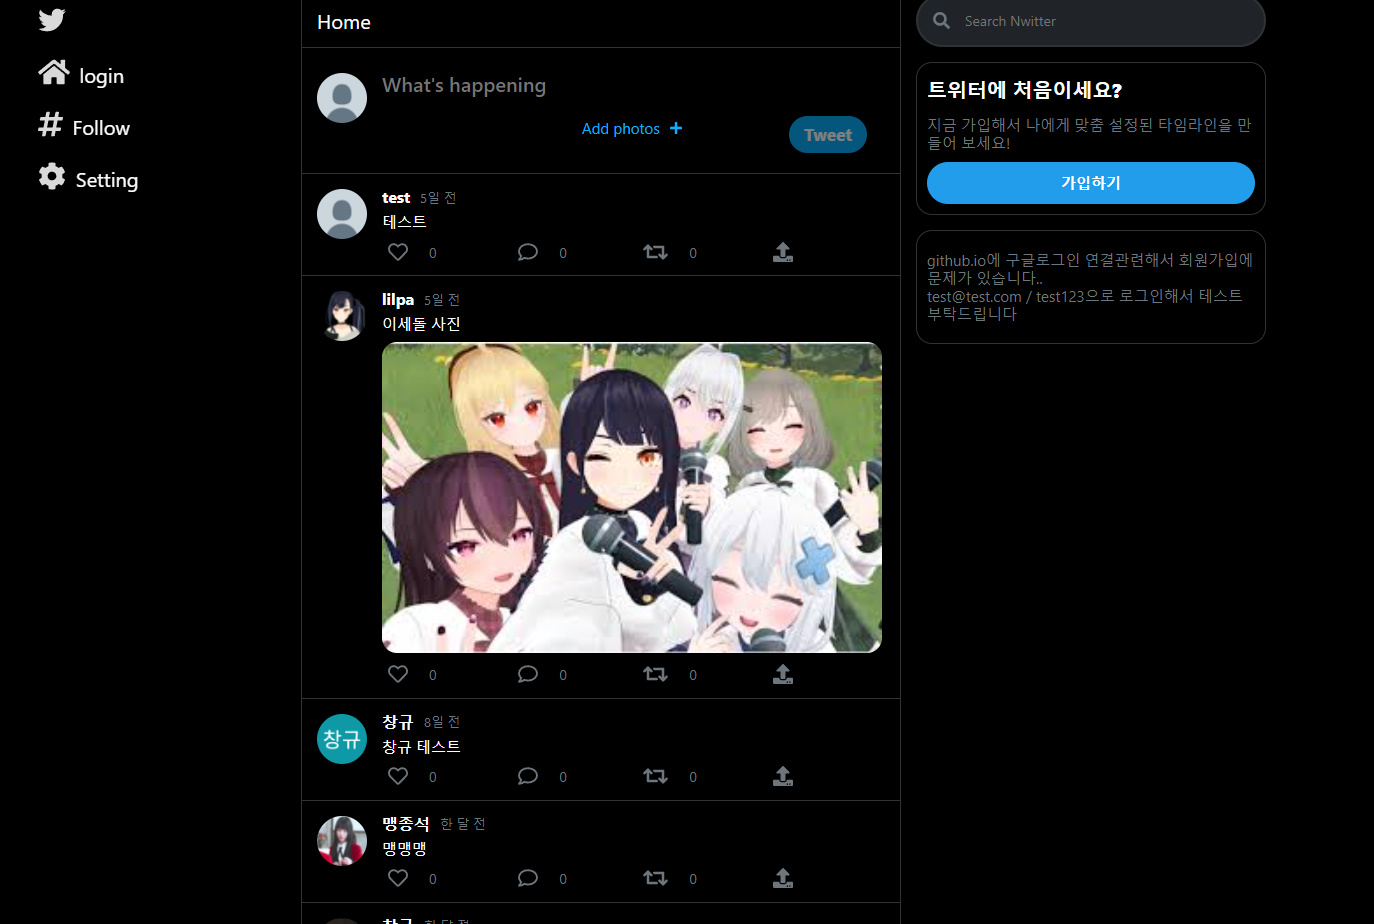 login
Follow
Setting
Home
What's happening
Add photos
Tweet
test 5일 전
테스트
0 0 0
lilpa 5일 전
이세돌 사진
0 0 0
창규
창규 8일 전
창규 테스트
0 0 0
맹종석 한 달 전
맹맹맹
0 0 0
Search Nwitter
트위터에 처음이세요?
지금 가입해서 나에게 맞춤 설정된 타임라인을 만
들어 보세요!
가입하기
github.io에 구글로그인 연결관련해서 회원가입에
문제가 있습니다..
test@test.com / test123으로 로그인해서 테스트
부탁드립니다